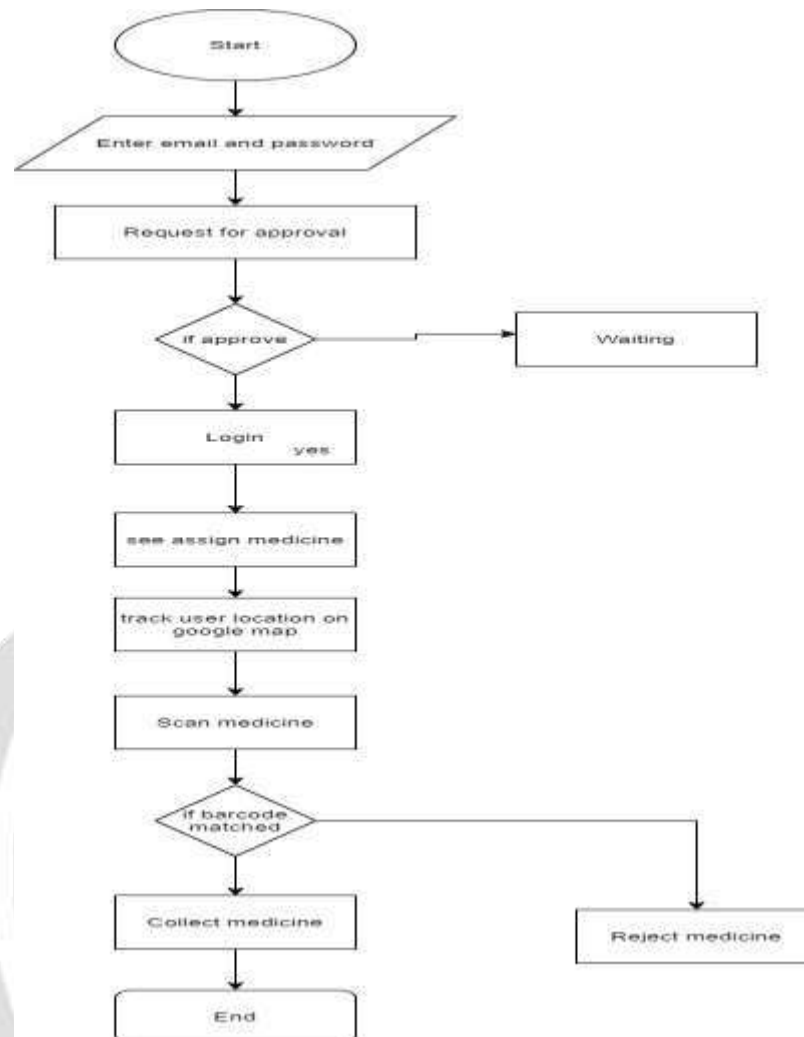 Start
Enter email and password
Request for approval
if approve
Waiting
Login
yes
see assign medicine
track user location on
google map
Scan medicine
if barcode
matched
Collect medicine
Reject medicine
End